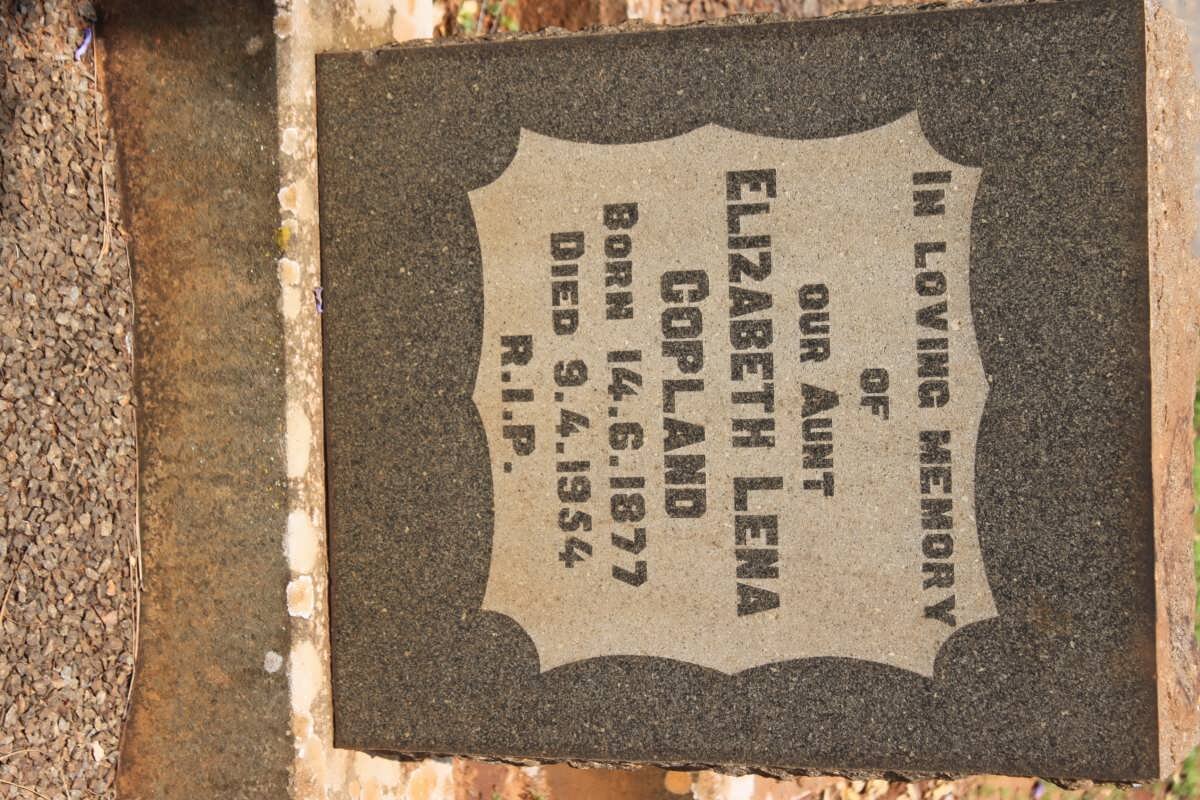 IN LOVING MEMORY
OF
OUR AUNT
ELIZABETH LENA
COPLAND
BORN 14.6.1877
DIED 9.4.1954
R.I.P.